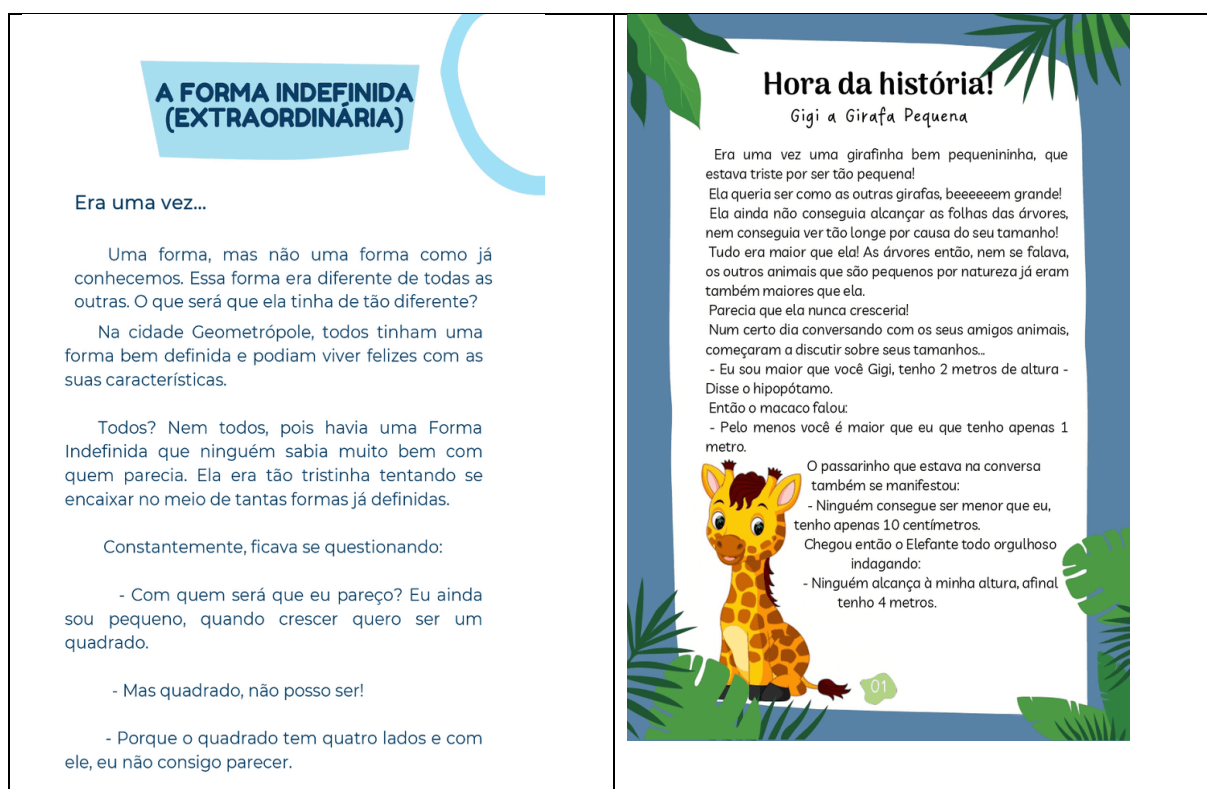 A FORMA INDEFINIDA
(EXTRAORDINÁRIA)
Era uma vez...
Uma forma, mas não uma forma como já
conhecemos. Essa forma era diferente de todas as
outras. O que será que ela tinha de tão diferente?
Na cidade Geometrópole, todos tinham uma
forma bem definida e podiam viver felizes com as
suas características.
Todos? Nem todos, pois havia uma Forma
Indefinida que ninguém sabia muito bem com
quem parecia. Ela era tão tristinha tentando se
encaixar no meio de tantas formas já definidas.
Constantemente, ficava se questionando:
- Com quem será que eu pareço? Eu ainda
sou pequeno, quando crescer quero ser um
quadrado.
- Mas quadrado, não posso ser!
- Porque o quadrado tem quatro lados e com
ele, eu não consigo parecer.
Hora da história!
Gigi a Girafa Pequena
Era uma vez uma girafinha bem pequenininha, que
estava triste por ser tão pequena!
Ela queria ser como as outras girafas, beeeeeem grande!
Ela ainda não conseguia alcançar as folhas das árvores,
nem conseguia ver tão longe por causa do seu tamanho!
Tudo era maior que ela! As árvores então, nem se falava,
os outros animais que são pequenos por natureza já eram
também maiores que ela.
Parecia que ela nunca cresceria!
Num certo dia conversando com os seus amigos animais,
começaram a discutir sobre seus tamanhos...
- Eu sou maior que você Gigi, tenho 2 metros de altura -
Disse o hipopótamo.
Então o macaco falou:
- Pelo menos você é maior que eu que tenho apenas 1
metro.
O passarinho que estava na conversa
também se manifestou:
- Ninguém consegue ser menor que eu,
tenho apenas 10 centímetros.
Chegou então o Elefante todo orgulhoso
indagando:
- Ninguém alcança à minha altura, afinal
tenho 4 metros.
01